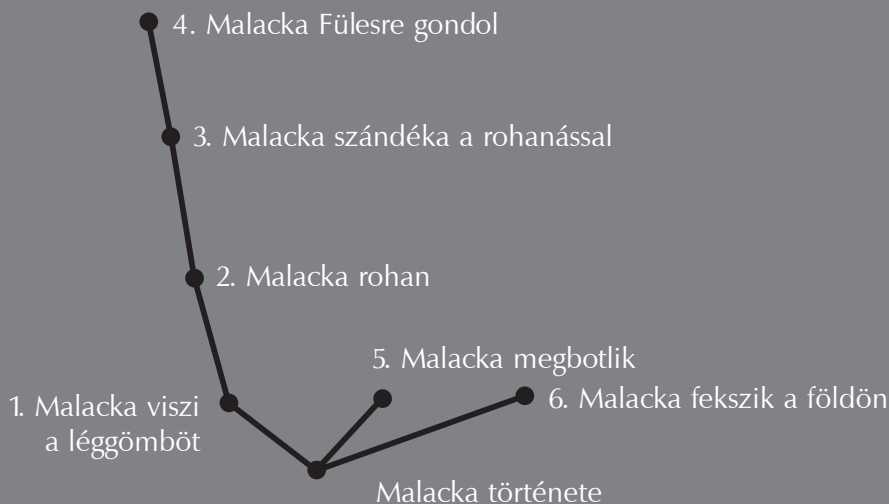 4. Malacka Fülesre gondol
3. Malacka szándéka a rohanással
2. Malacka rohan
5. Malacka megbotlik
1. Malacka viszi
a léggömböt
6. Malacka fekszik a földön
Malacka története